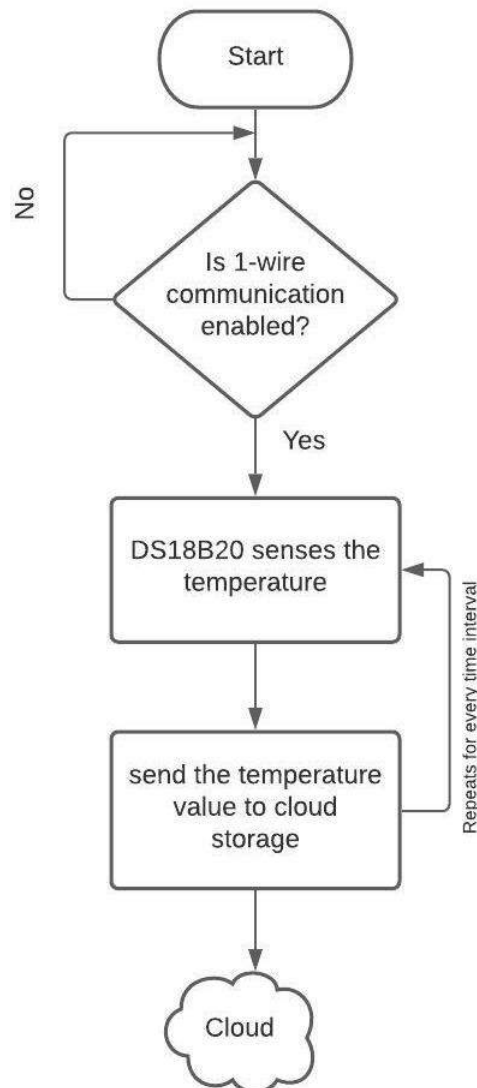 Start
No
Is 1-wire
communication
enabled?
Yes
DS18B20 senses the
temperature
Repeats for every time interval
send the temperature
value to cloud
storage
Cloud